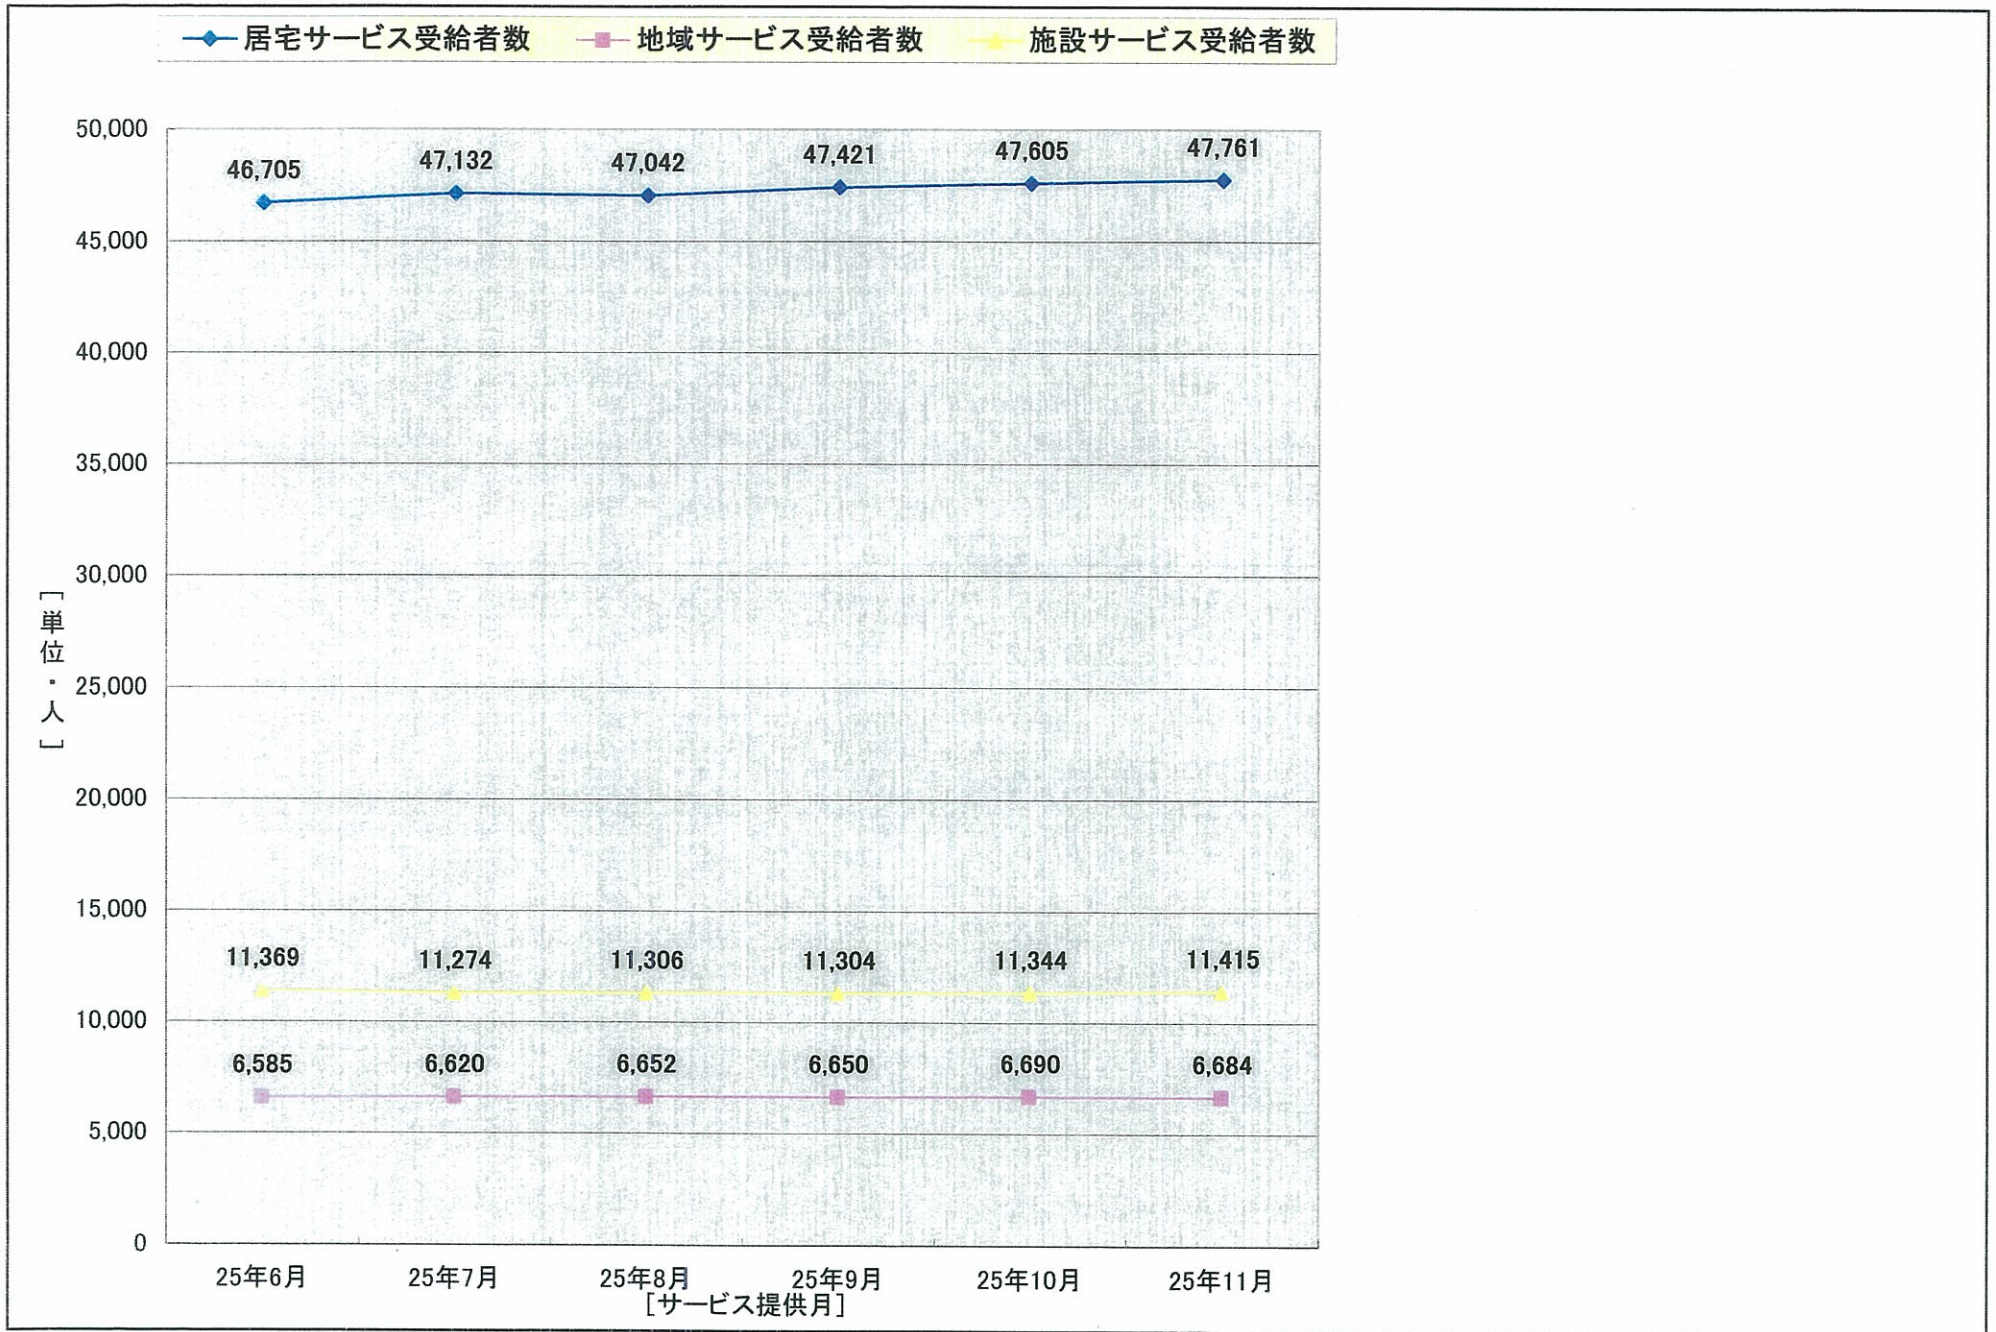 居宅サービス受給者数 地域サービス受給者数 施設サービス受給者数
50,000
45,000
40,000
35,000
30,000
25,000
20,000
15,000
10,000
5,000
0
[単位・人]
46,705 47,132 47,042 47,421 47,605 47,761
11,369 11,274 11,306 11,304 11,344 11,415
6,585 6,620 6,652 6,650 6,690 6,684
25年6月 25年7月 25年8月 25年9月 25年10月 25年11月
[サービス提供月]